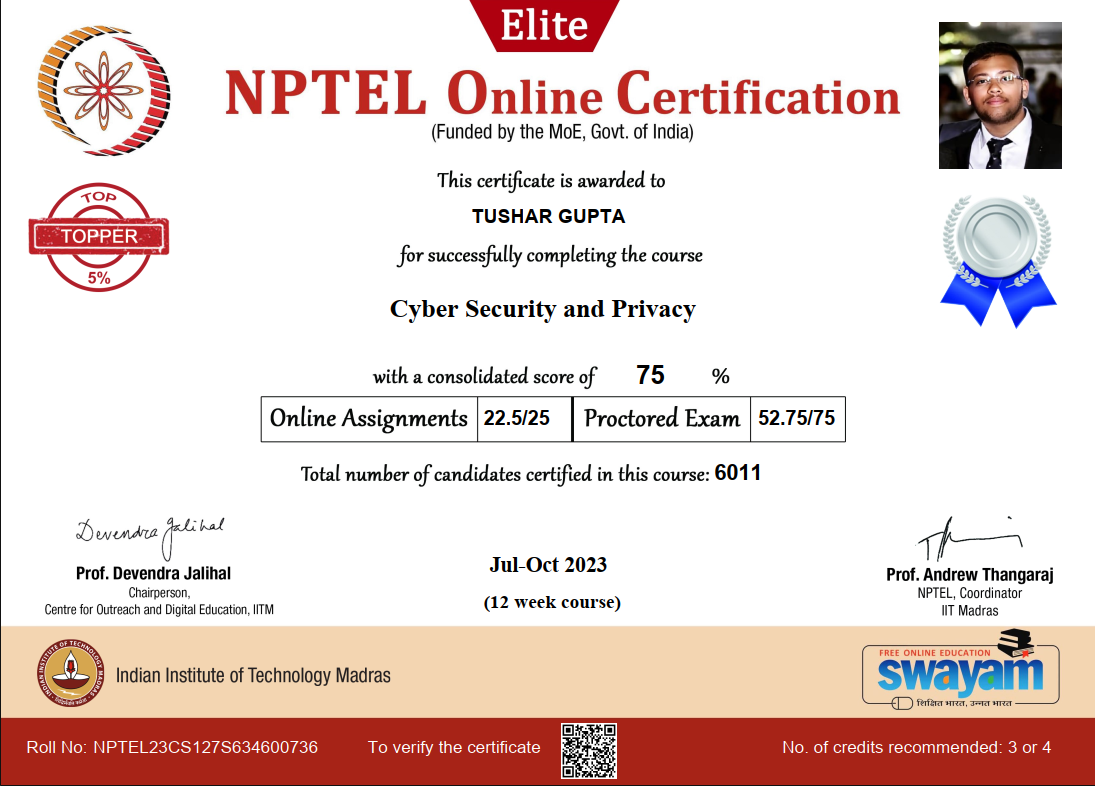 Elite
NPTEL Online Certification
(Funded by the MoE, Govt. of India)
This certificate is awarded to
TUSHAR GUPTA
for successfully completing the course
Cyber Security and Privacy
with a consolidated score of 75 %
Online Assignments 22.5/25 Proctored Exam 52.75/75
Total number of candidates certified in this course: 6011
TOP
TOPPER
5%
Devendra Jalihal
Prof. Devendra Jalihal
Chairperson,
Centre for Outreach and Digital Education, IITM
Jul-Oct 2023
(12 week course)
Prof. Andrew Thangaraj
NPTEL, Coordinator
IIT Madras
INDIAN INSTITUTE OF TECHNOLOGY MADRAS
Indian Institute of Technology Madras
FREE ONLINE EDUCATION
swayam
शिक्षित भारत, उन्नत भारत
Roll No: NPTEL23CS127S634600736
To verify the certificate
No. of credits recommended: 3 or 4